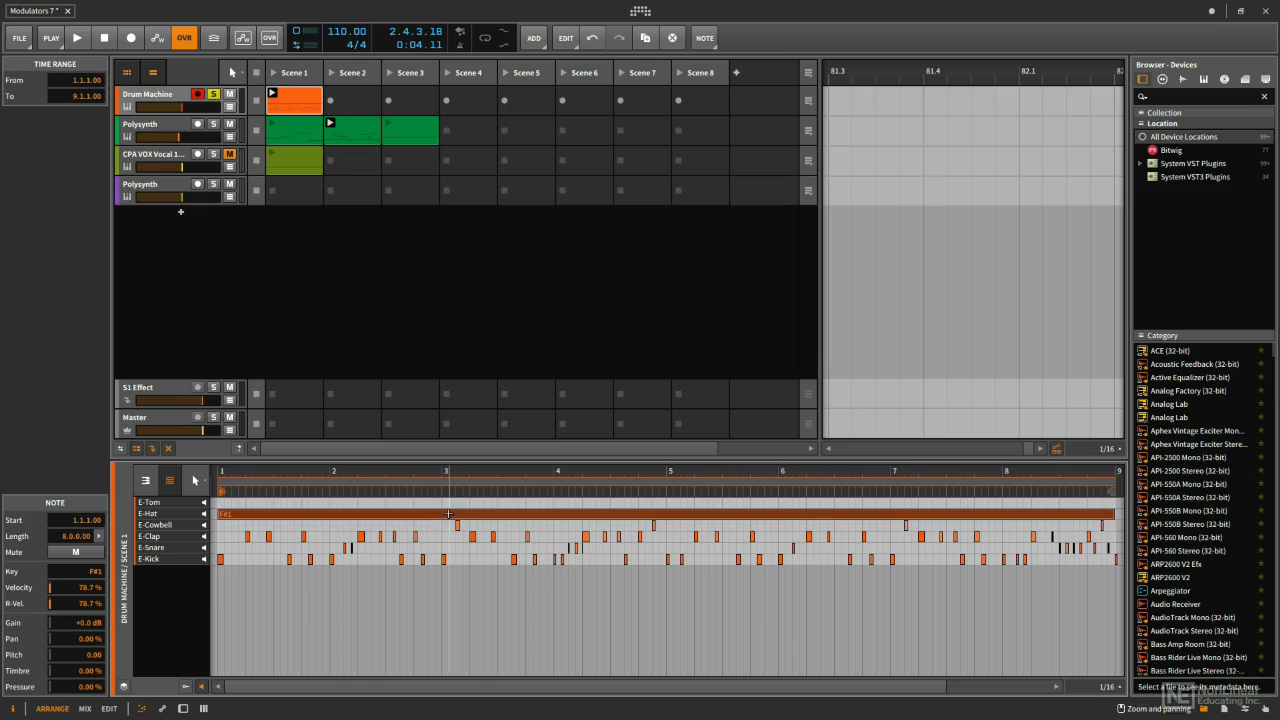 Modulators 7 *
FILE PLAY OVR OVR 110.00 4/4 2.4.3.18 0:04.11 ADD EDIT NOTE
TIME RANGE
From 1.1.1.00
To 9.1.1.00
Scene 1 Scene 2 Scene 3 Scene 4 Scene 5 Scene 6 Scene 7 Scene 8
81.3 81.4 82.1
Drum Machine S M
Polysynth S M
CPA VOX Vocal 1... S M
Polysynth S M
S1 Effect S M
Master S M
1/16
Browser - Devices
Collection
Location
All Device Locations 99+
Bitwig 77
System VST Plugins 99+
System VST3 Plugins 34
Category
ACE (32-bit)
Acoustic Feedback (32-bit)
Active Equalizer (32-bit)
Analog Factory (32-bit)
Analog Lab
Analog Lab
Aphex Vintage Exciter Mon...
Aphex Vintage Exciter Stere...
API-2500 Mono (32-bit)
API-2500 Stereo (32-bit)
API-550A Mono (32-bit)
API-550A Stereo (32-bit)
API-550B Mono (32-bit)
API-550B Stereo (32-bit)
API-560 Mono (32-bit)
API-560 Stereo (32-bit)
ARP2600 V2 Efx
ARP2600 V2
Arpeggiator
Audio Receiver
AudioTrack Mono (32-bit)
AudioTrack Stereo (32-bit)
Bass Amp Room (32-bit)
Bass Rider Live Mono (32-bit)
Bass Rider Live Stereo (32-...
Select a file to see its metadata here.
NOTE
Start 1.1.1.00
Length 8.0.0.00
Mute M
Key F#1
Velocity 78.7 %
R-Vel. 78.7 %
Gain +0.0 dB
Pan 0.00 %
Pitch 0.00
Timbre 0.00 %
Pressure 0.00 %
DRUM MACHINE / SCENE 1
1 2 3 4 5 6 7 8 9
E-Tom
E-Hat F#1
E-Cowbell
E-Clap
E-Snare
E-Kick
1/16
ARRANGE MIX EDIT
Zoom and panning
NonLinear
Educating Inc.